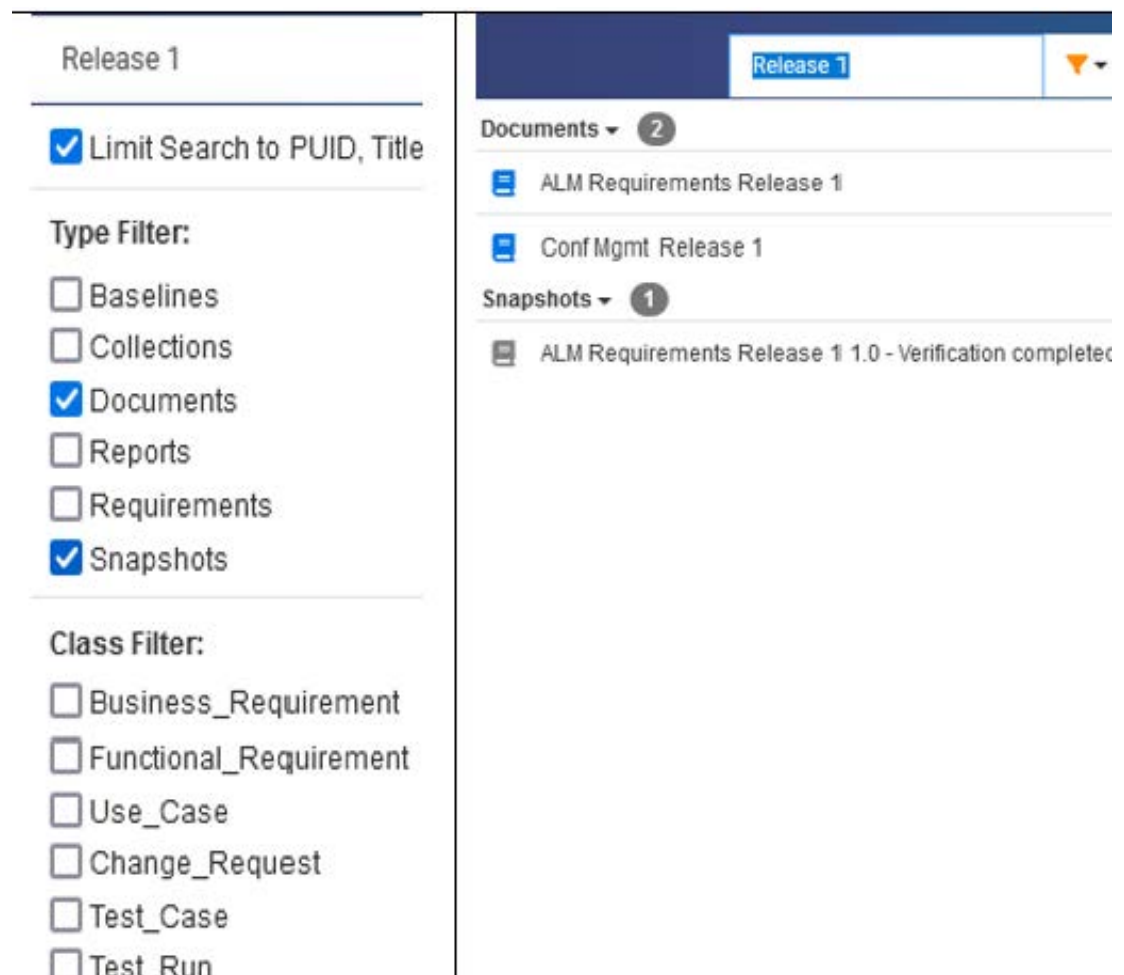 Release 1
Limit Search to PUID, Title
Type Filter:
Baselines
Collections
Documents
Reports
Requirements
Snapshots
Class Filter:
Business_Requirement
Functional_Requirement
Use_Case
Change_Request
Test_Case
Test_Run
Release 1
Documents 2
ALM Requirements Release 1
Conf Mgmt Release 1
Snapshots 1
ALM Requirements Release 1 1.0 - Verification completed